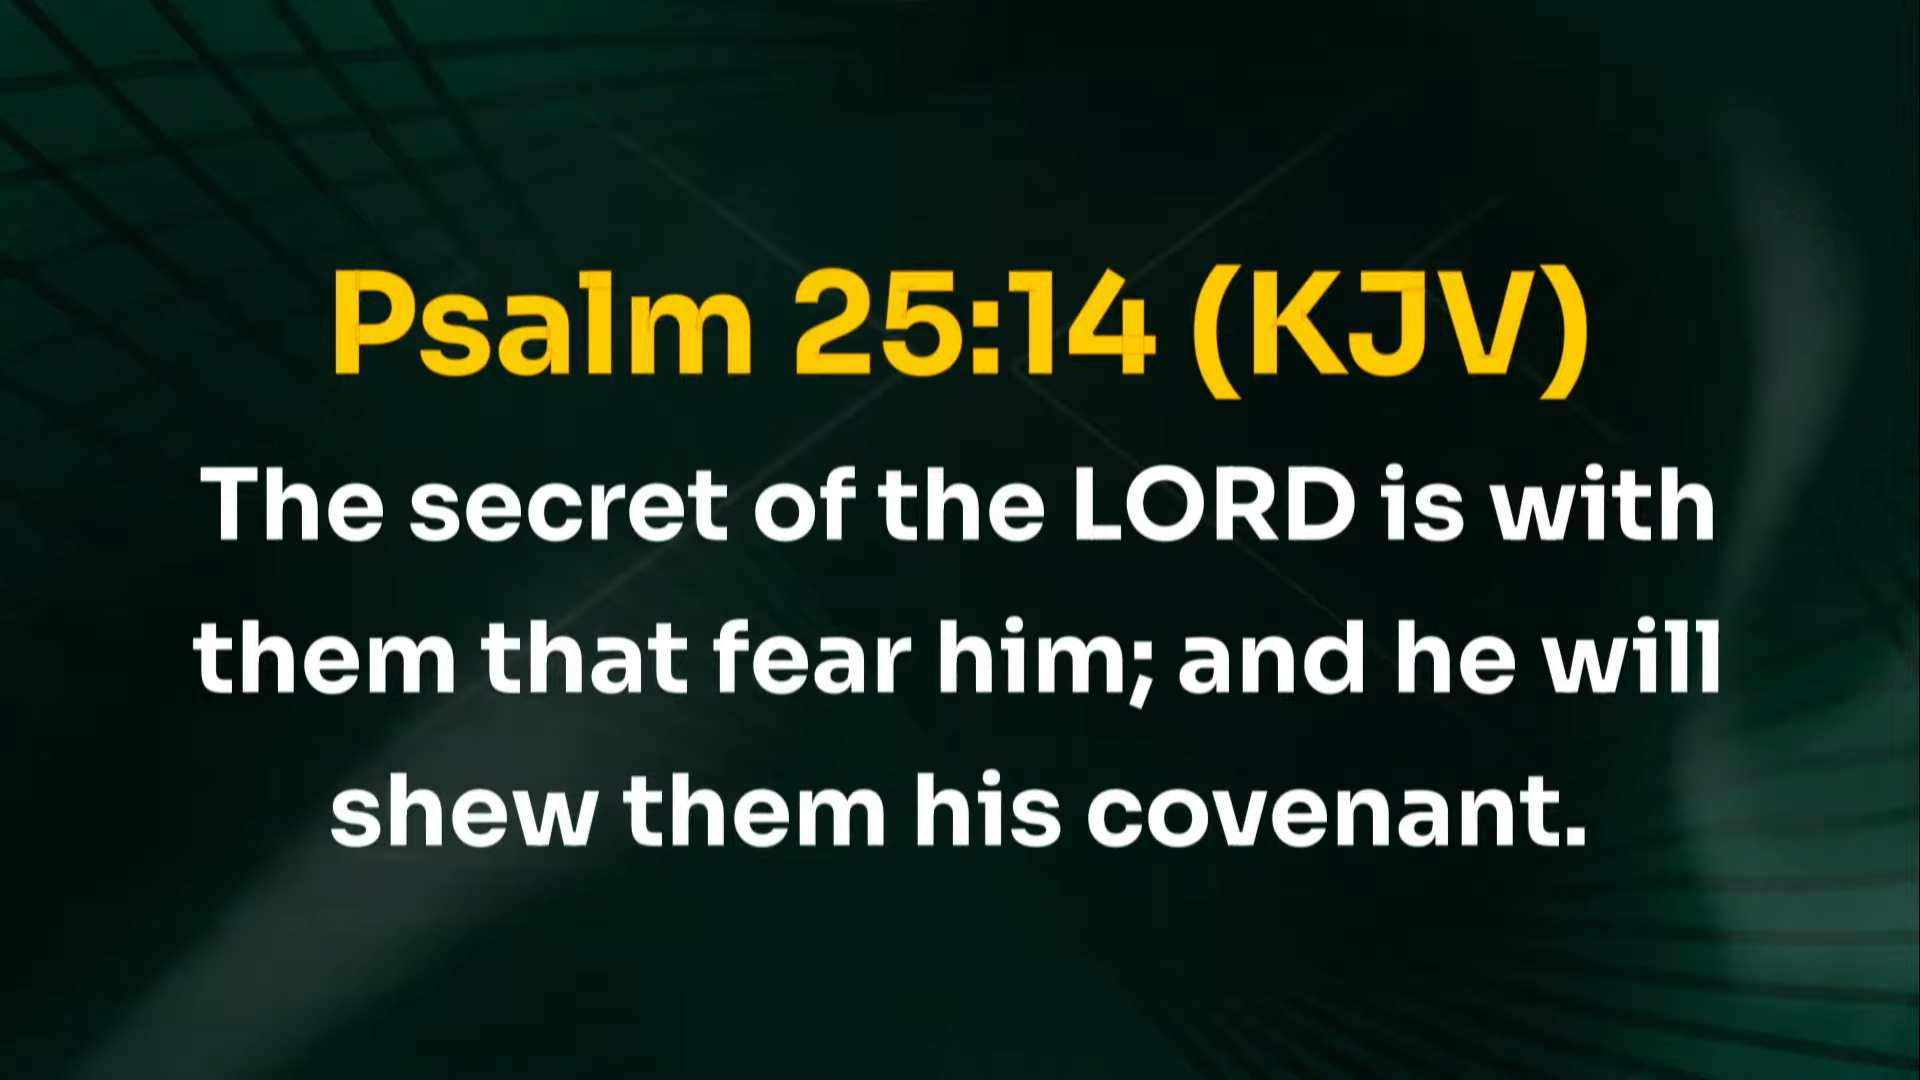 Psalm 25:14 (KJV)
The secret of the LORD is with
them that fear him; and he will
shew them his covenant.